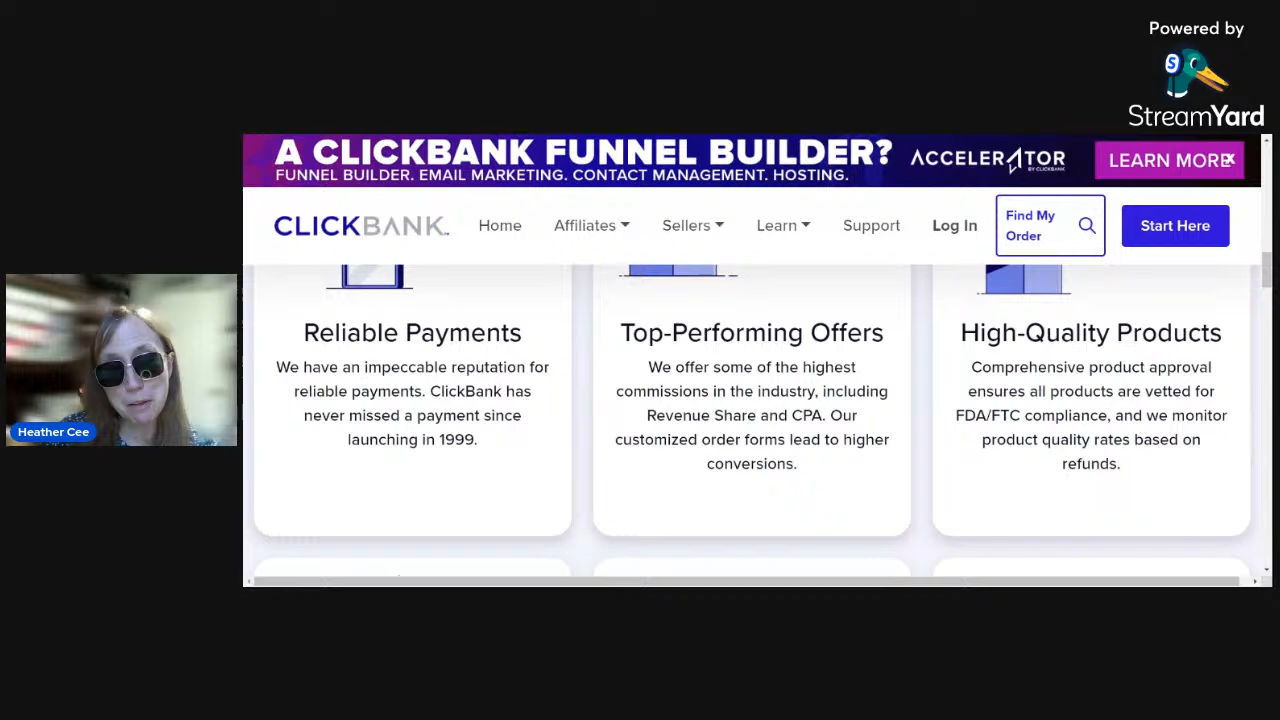 Powered by
S
StreamYard
A CLICKBANK FUNNEL BUILDER?
FUNNEL BUILDER. EMAIL MARKETING. CONTACT MANAGEMENT. HOSTING.
ACCELER4TOR
BY CLICKBANK
LEARN MORE
X
CLICKBANK™
Home
Affiliates
Sellers
Learn
Support
Log In
Find My
Order
Start Here
Reliable Payments
We have an impeccable reputation for
reliable payments. ClickBank has
never missed a payment since
launching in 1999.
Top-Performing Offers
We offer some of the highest
commissions in the industry, including
Revenue Share and CPA. Our
customized order forms lead to higher
conversions.
High-Quality Products
Comprehensive product approval
ensures all products are vetted for
FDA/FTC compliance, and we monitor
product quality rates based on
refunds.
Heather Cee